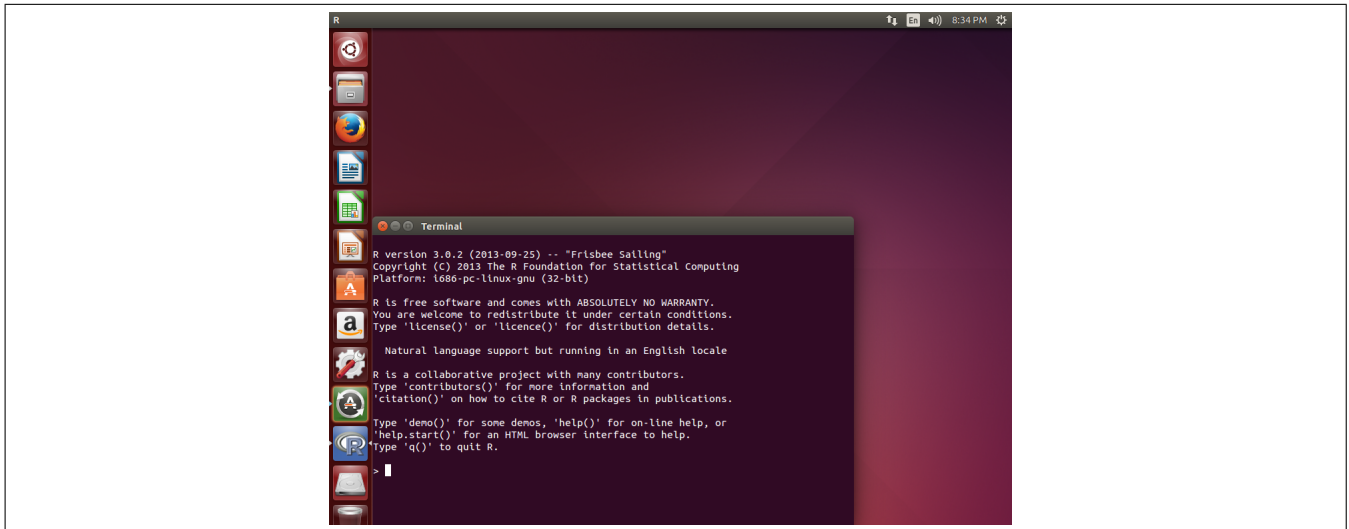 R
En
8:34 PM
Terminal
R version 3.0.2 (2013-09-25) -- "Frisbee Sailing"
Copyright (C) 2013 The R Foundation for Statistical Computing
Platform: i686-pc-linux-gnu (32-bit)
R is free software and comes with ABSOLUTELY NO WARRANTY.
You are welcome to redistribute it under certain conditions.
Type 'license()' or 'licence()' for distribution details.
Natural language support but running in an English locale
R is a collaborative project with many contributors.
Type 'contributors()' for more information and
'citation()' on how to cite R or R packages in publications.
Type 'demo()' for some demos, 'help()' for on-line help, or
'help.start()' for an HTML browser interface to help.
Type 'q()' to quit R.
>